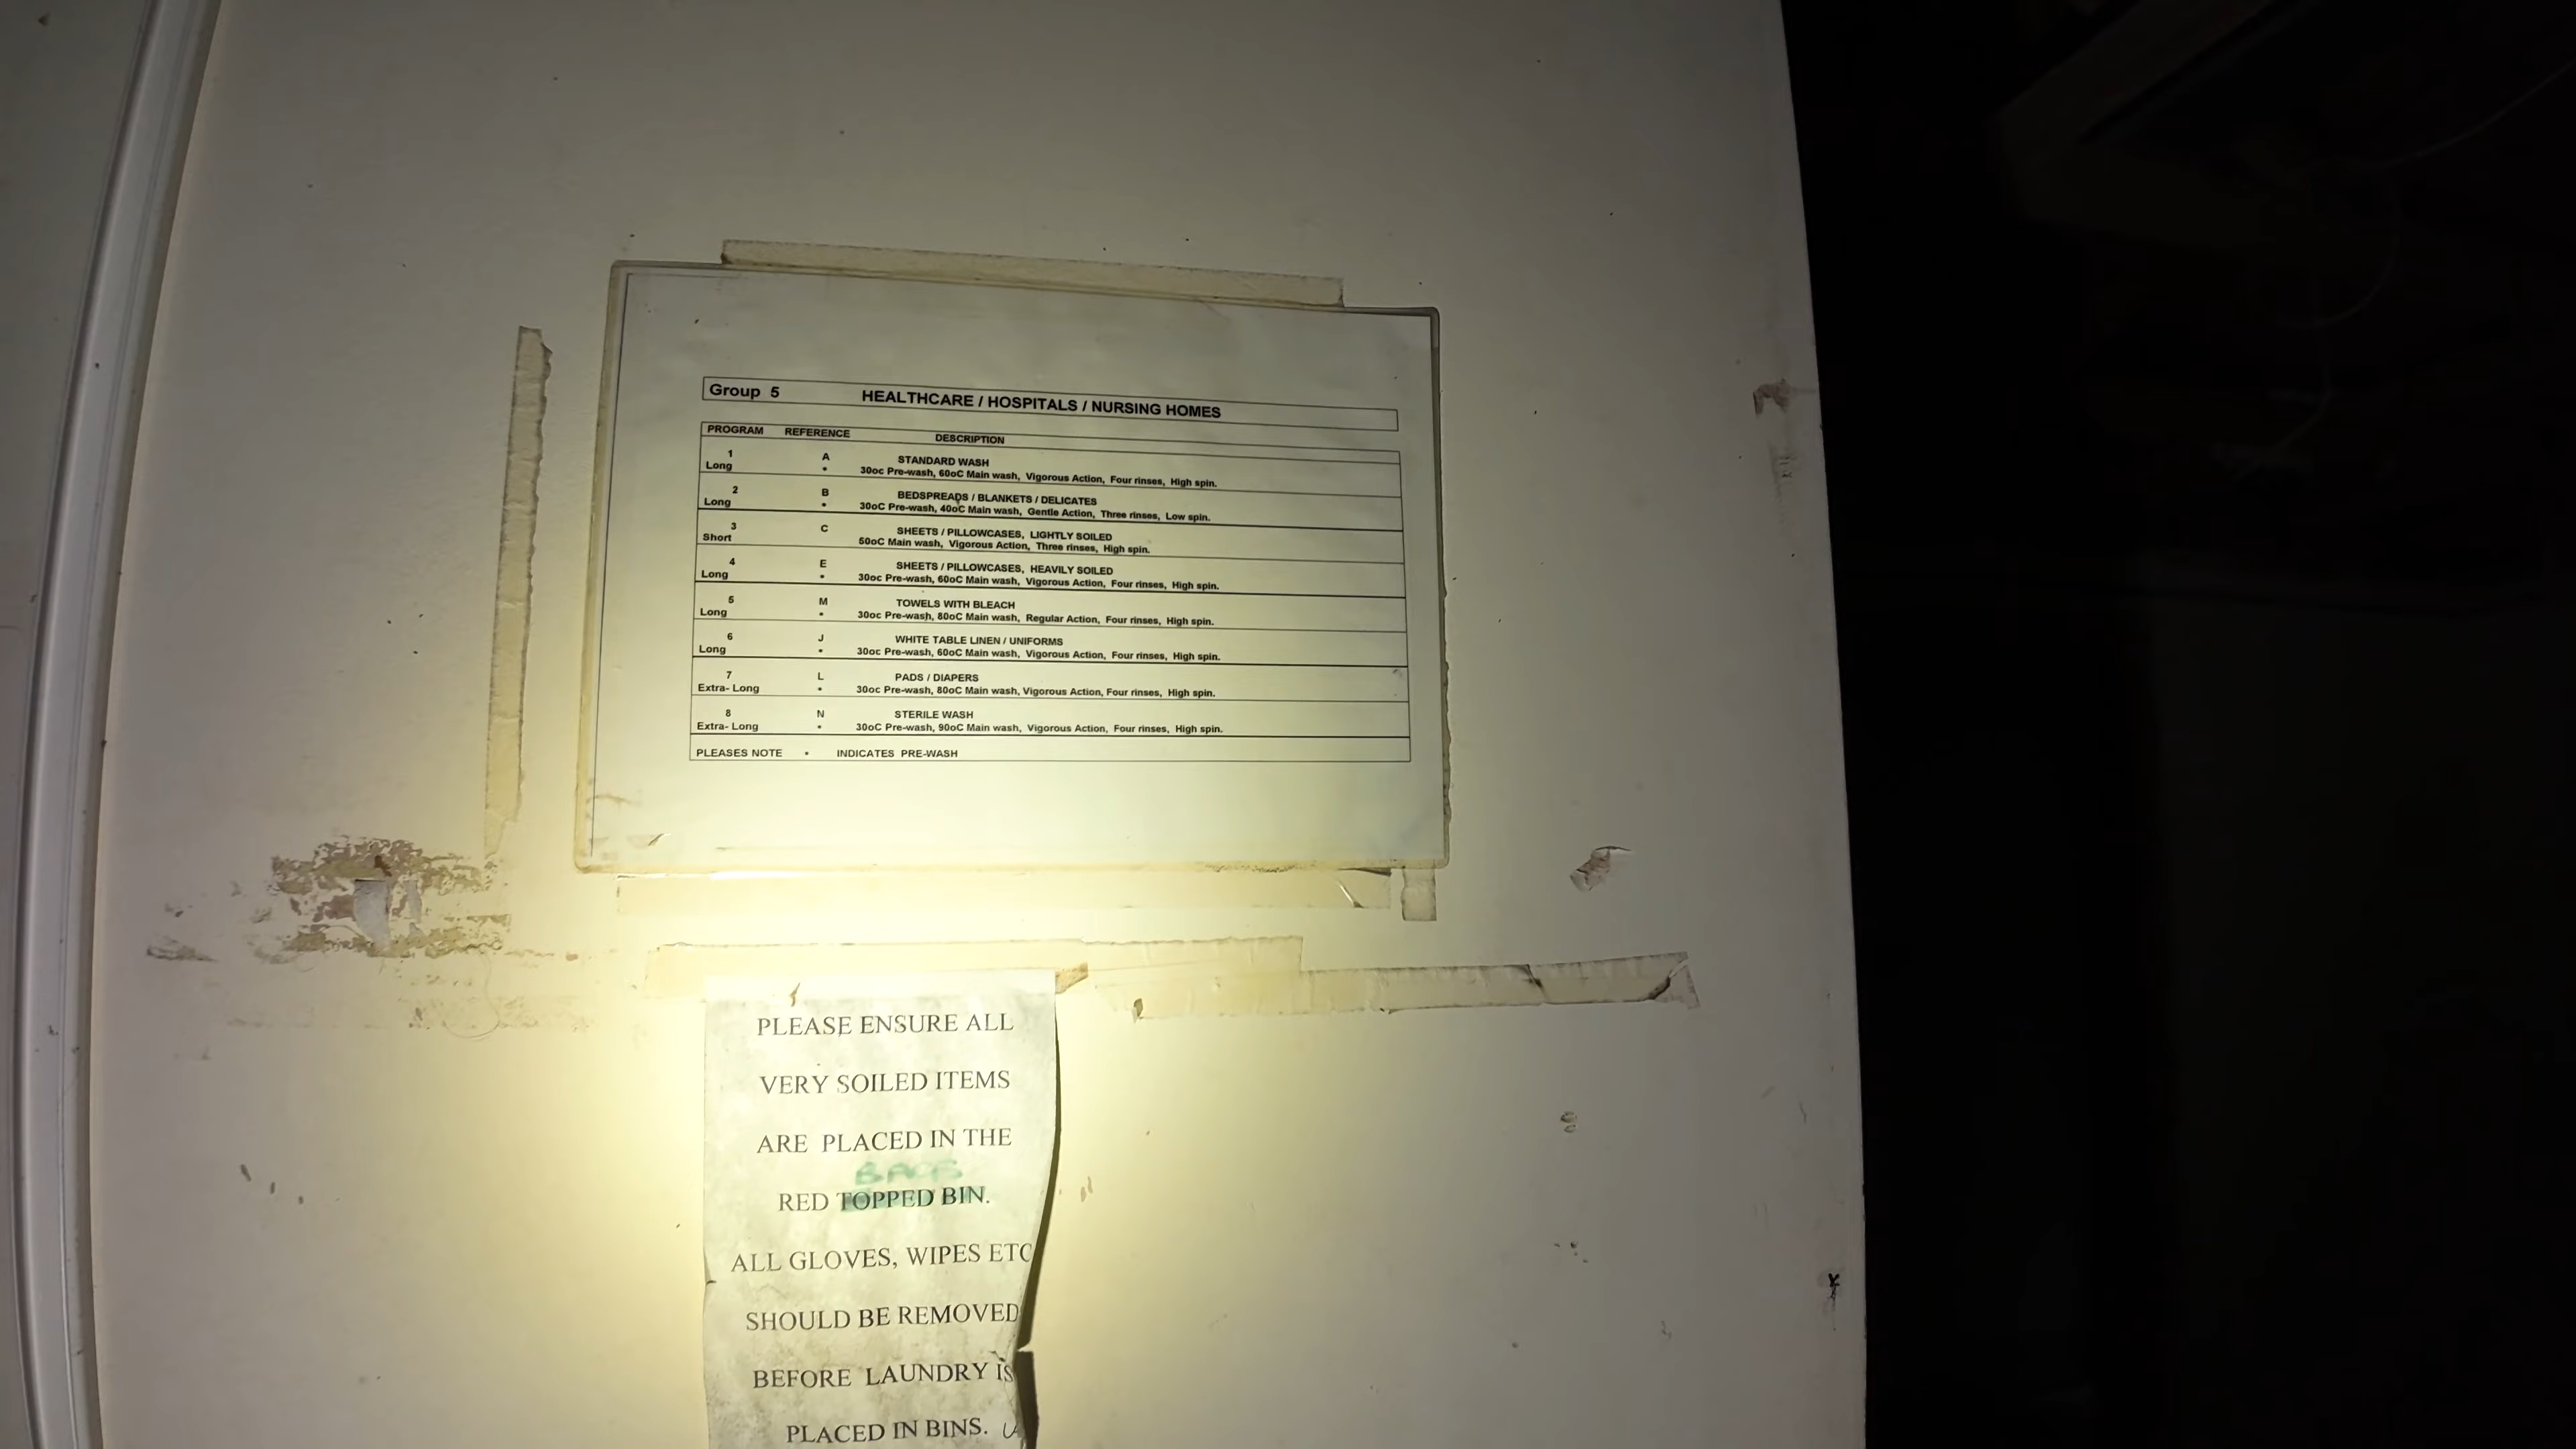 Group 5 HEALTHCARE / HOSPITALS / NURSING HOMES
PROGRAM REFERENCE DESCRIPTION
1 A STANDARD WASH
Long • 30oc Pre-wash, 60oC Main wash, Vigorous Action, Four rinses, High spin.
2 B BEDSPREADS / BLANKETS / DELICATES
Long • 30oC Pre-wash, 40oC Main wash, Gentle Action, Three rinses, Low spin.
3 C SHEETS / PILLOWCASES, LIGHTLY SOILED
Short 50oC Main wash, Vigorous Action, Three rinses, High spin.
4 E SHEETS / PILLOWCASES, HEAVILY SOILED
Long • 30oc Pre-wash, 60oC Main wash, Vigorous Action, Four rinses, High spin.
5 M TOWELS WITH BLEACH
Long • 30oc Pre-wash, 80oC Main wash, Regular Action, Four rinses, High spin.
6 J WHITE TABLE LINEN / UNIFORMS
Long • 30oc Pre-wash, 60oC Main wash, Vigorous Action, Four rinses, High spin.
7 L PADS / DIAPERS
Extra- Long • 30oc Pre-wash, 80oC Main wash, Vigorous Action, Four rinses, High spin.
8 N STERILE WASH
Extra- Long • 30oC Pre-wash, 90oC Main wash, Vigorous Action, Four rinses, High spin.
PLEASES NOTE • INDICATES PRE-WASH
PLEASE ENSURE ALL
VERY SOILED ITEMS
ARE PLACED IN THE
BAGS
RED TOPPED BIN.
ALL GLOVES, WIPES ETC
SHOULD BE REMOVED
BEFORE LAUNDRY IS
PLACED IN BINS.